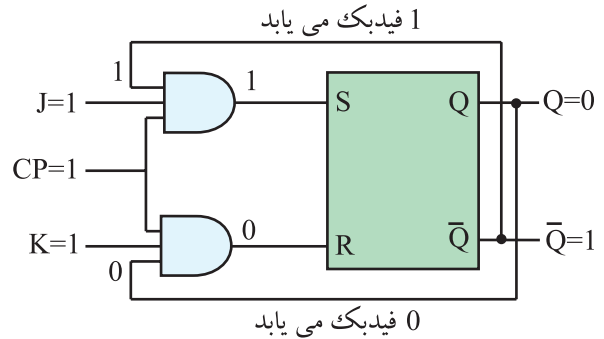 1 فیدبک می یابد
1
1
J=1
S
Q
Q=0
CP=1
K=1
0
R
Q̅
Q̅=1
0
0 فیدبک می یابد